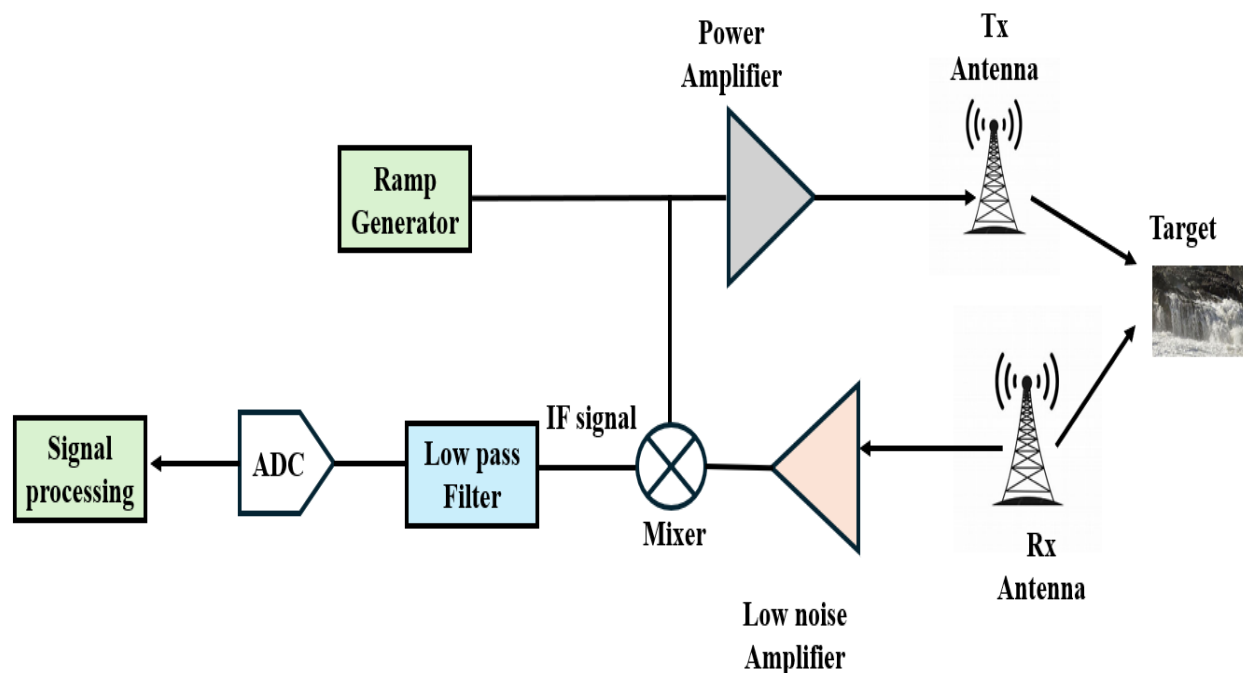 Power
Amplifier
Tx
Antenna
Ramp
Generator
Target
Signal
processing
ADC
Low pass
Filter
IF signal
Mixer
Low noise
Amplifier
Rx
Antenna